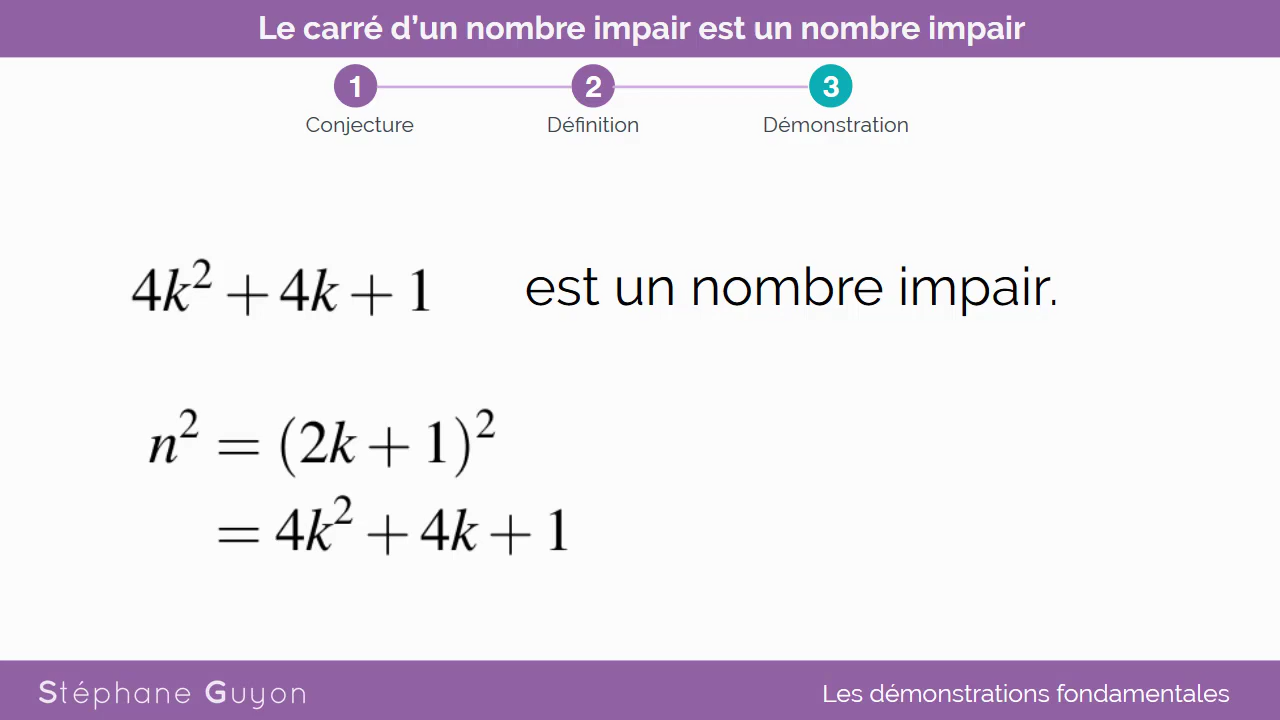 Le carré d’un nombre impair est un nombre impair
1 2 3
Conjecture Définition Démonstration
4k² + 4k + 1 est un nombre impair.
n² = (2k + 1)²
= 4k² + 4k + 1
Stéphane Guyon Les démonstrations fondamentales